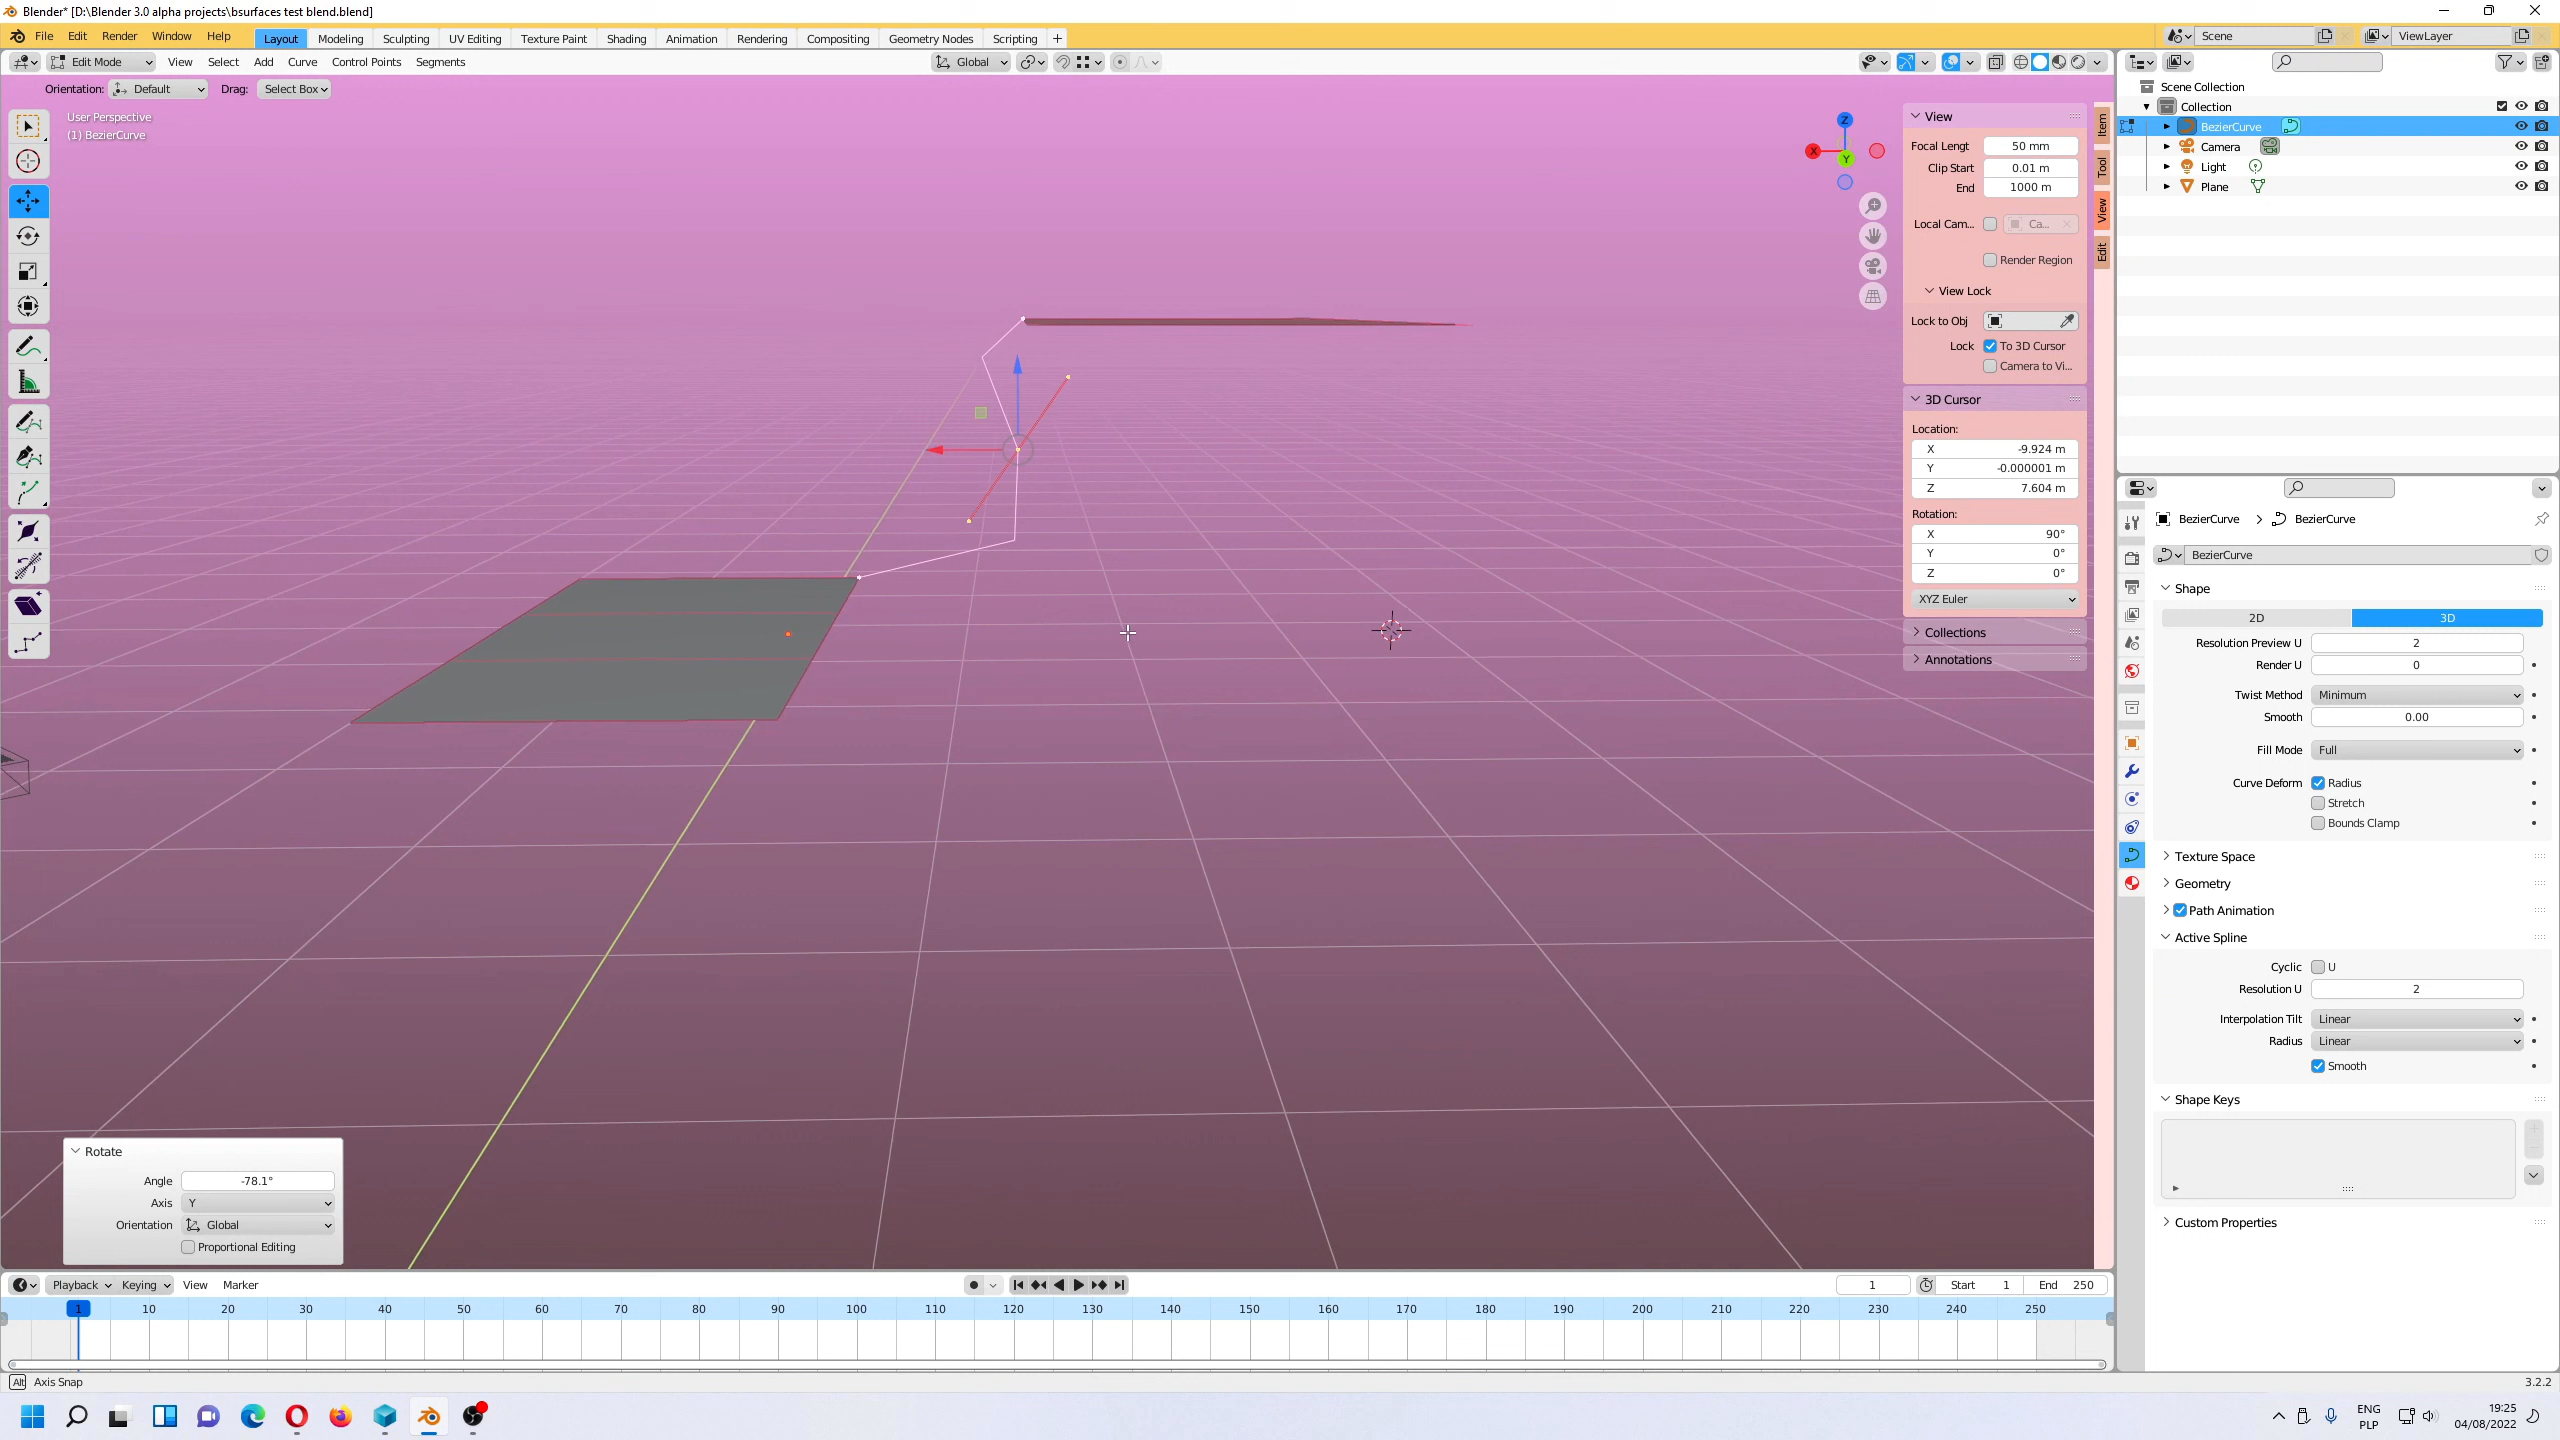 Blender* [D:\Blender 3.0 alpha projects\bsurfaces test blend.blend]
File Edit Render Window Help Layout Modeling Sculpting UV Editing Texture Paint Shading Animation Rendering Compositing Geometry Nodes Scripting + Scene ViewLayer
Edit Mode View Select Add Curve Control Points Segments Global
Orientation: Default Drag: Select Box
User Perspective
(1) BezierCurve
Z
X
Y
View
Focal Lengt 50 mm
Clip Start 0.01 m
End 1000 m
Local Cam... Ca...
Render Region
View Lock
Lock to Obj
Lock To 3D Cursor
Camera to Vi...
3D Cursor
Location:
X -9.924 m
Y -0.000001 m
Z 7.604 m
Rotation:
X 90°
Y 0°
Z 0°
XYZ Euler
Collections
Annotations
Item
Tool
View
Edit
Scene Collection
Collection
BezierCurve
Camera
Light
Plane
BezierCurve > BezierCurve
BezierCurve
Shape
2D 3D
Resolution Preview U 2
Render U 0
Twist Method Minimum
Smooth 0.00
Fill Mode Full
Curve Deform Radius
Stretch
Bounds Clamp
Texture Space
Geometry
Path Animation
Active Spline
Cyclic U
Resolution U 2
Interpolation Tilt Linear
Radius Linear
Smooth
Shape Keys
Custom Properties
Rotate
Angle -78.1°
Axis Y
Orientation Global
Proportional Editing
Playback Keying View Marker 1 Start 1 End 250
1 10 20 30 40 50 60 70 80 90 100 110 120 130 140 150 160 170 180 190 200 210 220 230 240 250
Alt Axis Snap 3.2.2
ENG
PLP
19:25
04/08/2022